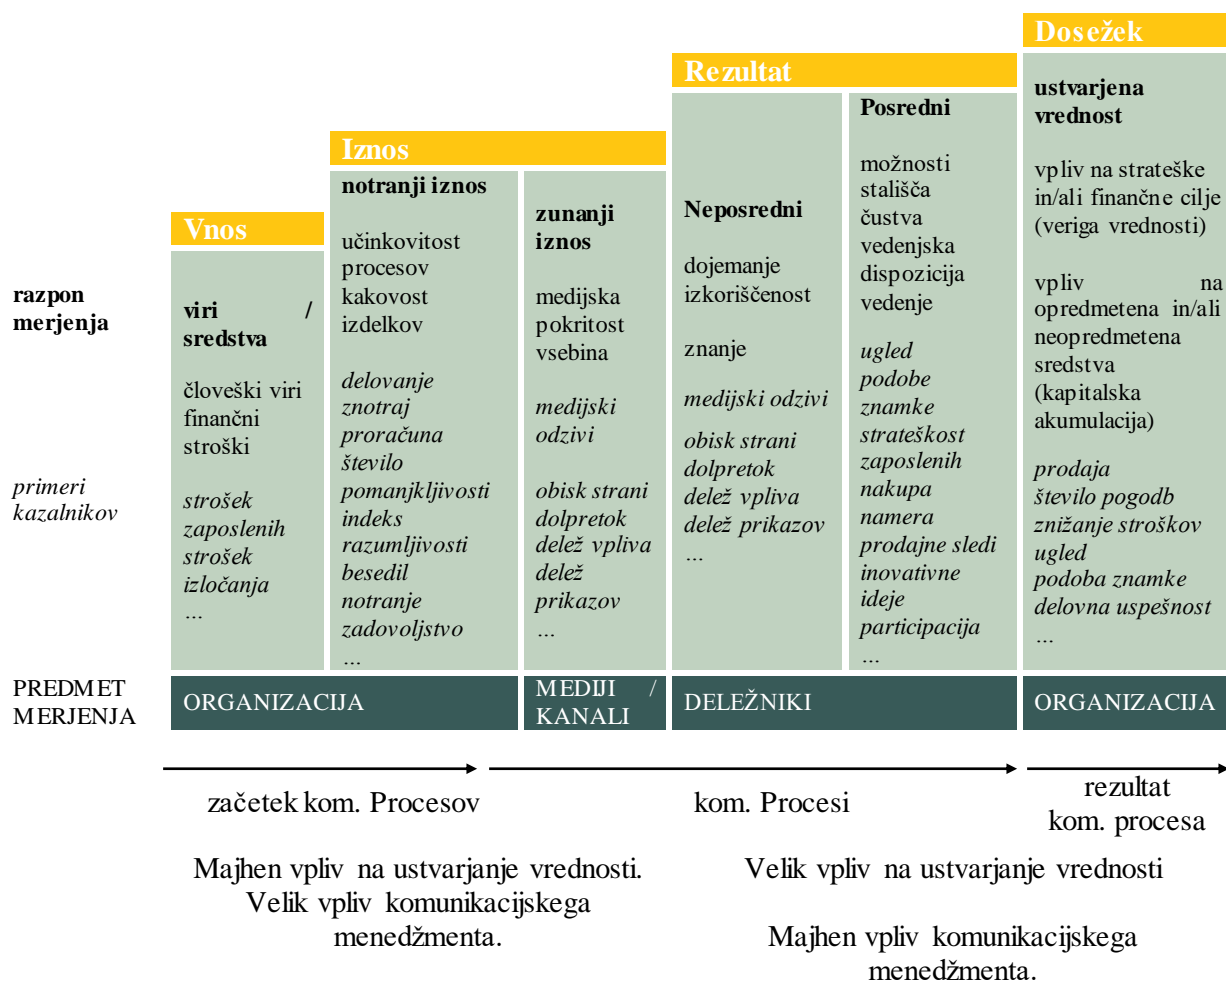 Dosežek
Rezultat
Iznos
Vnos
razpon
merjenja
primeri
kazalnikov
viri /
sredstva
človeški viri
finančni
stroški
strošek
zaposlenih
strošek
izločanja
…
notranji iznos
učinkovitost
procesov
kakovost
izdelkov
delovanje
znotraj
proračuna
število
pomanjkljivosti
indeks
razumljivosti
besedil
notranje
zadovoljstvo
…
zunanji
iznos
medijska
pokritost
vsebina
medijski
odzivi
obisk strani
dolpretok
delež vpliva
delež
prikazov
…
Neposredni
dojemanje
izkoriščenost
znanje
medijski odzivi
obisk strani
dolpretok
delež vpliva
delež prikazov
…
Posredni
možnosti
stališča
čustva
vedenjska
dispozicija
vedenje
ugled
podobe
znamke
strateškost
zaposlenih
nakupa
namera
prodajne sledi
inovativne
ideje
participacija
…
ustvarjena
vrednost
vpliv na strateške
in/ali finančne cilje
(veriga vrednosti)
vpliv na
opredmetena in/ali
neopredmetena
sredstva
(kapitalska
akumulacija)
prodaja
število pogodb
znižanje stroškov
ugled
podoba znamke
delovna uspešnost
…
PREDMET
MERJENJA
ORGANIZACIJA
MEDIJI /
KANALI
DELEŽNIKI
ORGANIZACIJA
začetek kom. Procesov
kom. Procesi
rezultat
kom. procesa
Majhen vpliv na ustvarjanje vrednosti.
Velik vpliv komunikacijskega
menedžmenta.
Velik vpliv na ustvarjanje vrednosti
Majhen vpliv komunikacijskega
menedžmenta.